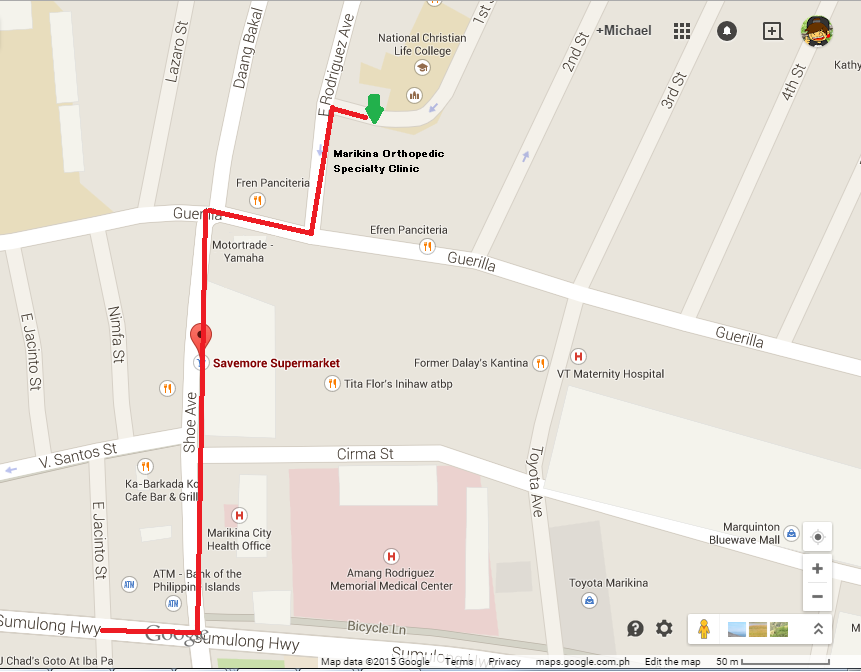 +Michael
Kathy
1st S
Lazaro St
Daang Bakal
E Rodriguez Ave
National Christian
Life College
2nd St
3rd St
4th St
Marikina Orthopedic
Specialty Clinic
Fren Panciteria
Guerilla
Efren Panciteria
Motortrade -
Yamaha
Guerilla
Guerilla
E Jacinto St
Nimfa St
Savemore Supermarket
Former Dalay's Kantina
VT Maternity Hospital
Tita Flor's Inihaw atbp
Shoe Ave
V. Santos St
Cirma St
Toyota Ave
Ka-Barkada Ko
Cafe Bar & Grill
E Jacinto St
Marikina City
Health Office
Marquinton
Bluewave Mall
ATM - Bank of the
Philippine Islands
ATM
ATM
Amang Rodriguez
Memorial Medical Center
Toyota Marikina
Sumulong Hwy
Google
Sumulong Hwy
Bicycle Ln
Sumulong Hwy
M
J Chad's Goto At Iba Pa
Map data ©2015 Google Terms Privacy maps.google.com.ph Edit the map 50 m